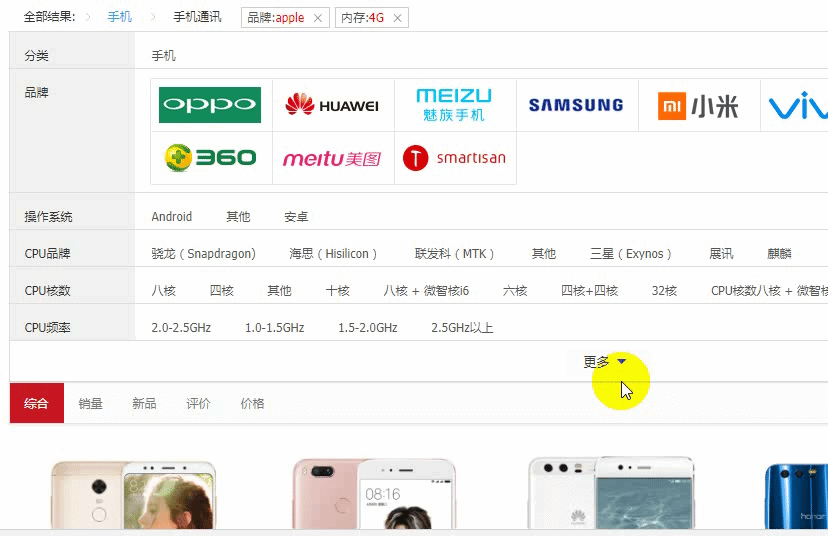 全部结果: 手机 手机通讯 品牌:apple × 内存:4G ×
分类 手机
品牌 oppo HUAWEI MEIZU 魅族手机 SAMSUNG mi 小米
360 meitu美图 T smartisan
操作系统 Android 其他 安卓
CPU品牌 骁龙（Snapdragon) 海思（Hisilicon） 联发科（MTK） 其他 三星（Exynos） 展讯 麒麟
CPU核数 八核 四核 其他 十核 八核 + 微智核i6 六核 四核+四核 32核 CPU核数八核 + 微智核
CPU频率 2.0-2.5GHz 1.0-1.5GHz 1.5-2.0GHz 2.5GHz以上
更多
综合 销量 新品 评价 价格
08:16
HUAWEI
honor